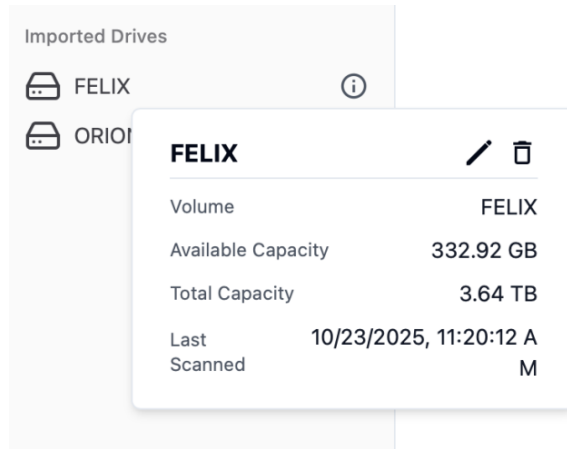 Imported Drives
FELIX
ORION
FELIX
Volume FELIX
Available Capacity 332.92 GB
Total Capacity 3.64 TB
Last Scanned 10/23/2025, 11:20:12 A
M